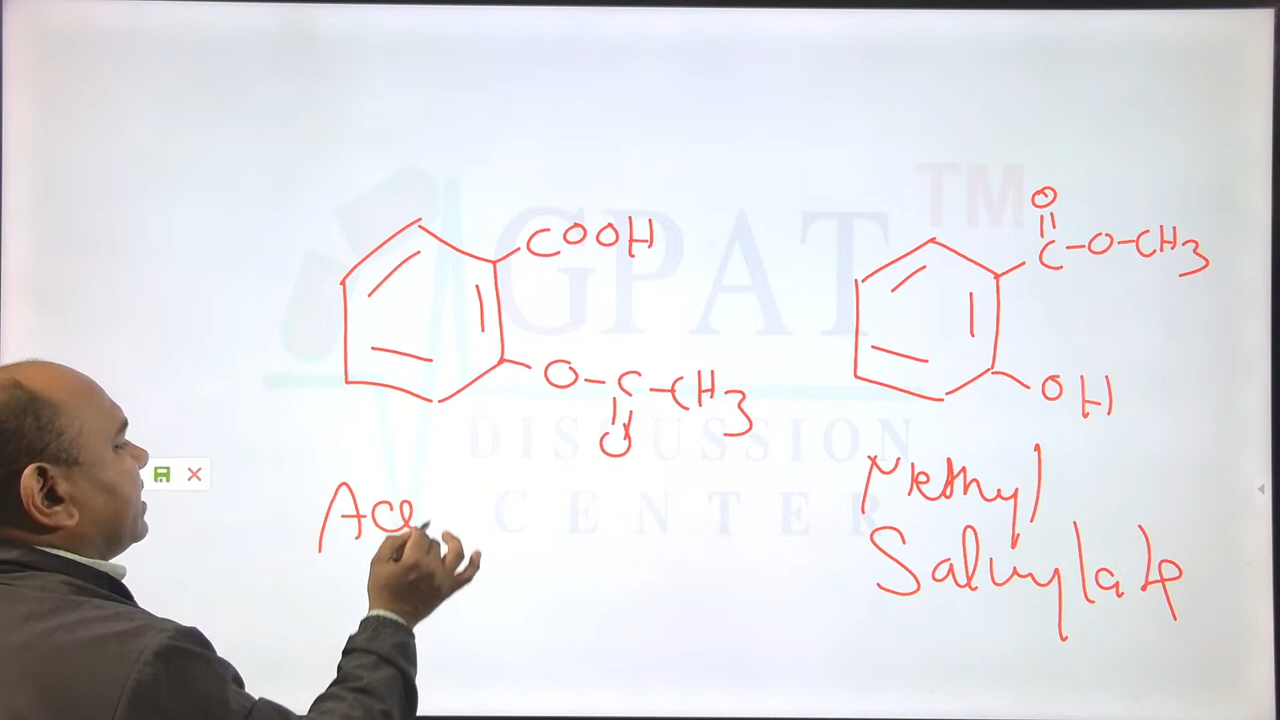 TM
GPAT
DISCUSSION
CENTER
COOH
O-C-CH3
O
O
C-O-CH3
OH
Ace
Methyl
Salicylate